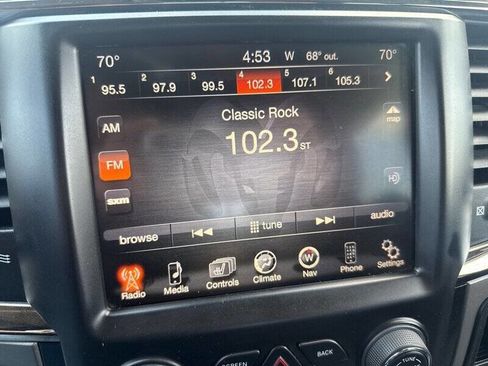 70° 4:53 W 68° out. 70°
1 2 3 4 5 6
95.5 97.9 99.5 102.3 107.1 105.3
Classic Rock
102.3 ST
AM
map
FM
HD
sxm
browse tune audio
Radio Media Controls Climate W Nav Phone Settings
SCREEN BACK
TUNE